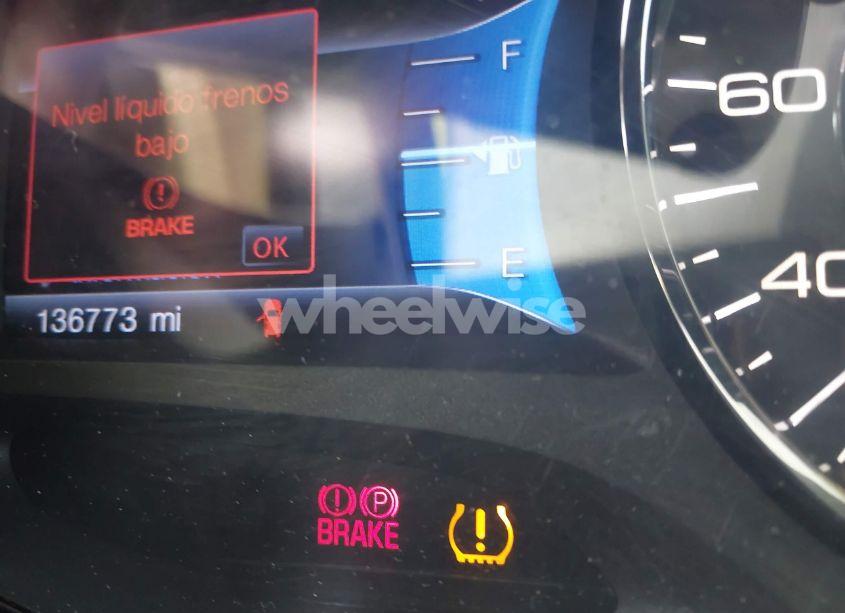 Nivel líquido frenos
bajo
BRAKE
OK
F
E
136773 mi
60
40
wheelwise
P
BRAKE